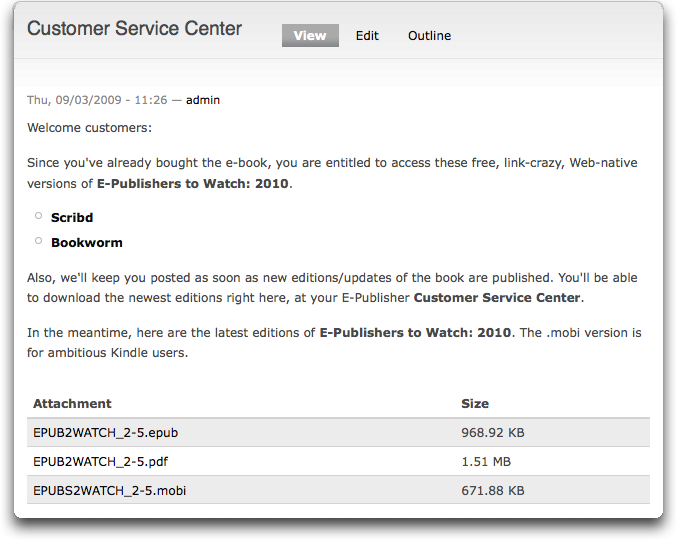 Customer Service Center
View Edit Outline
Thu, 09/03/2009 - 11:26 — admin
Welcome customers:
Since you've already bought the e-book, you are entitled to access these free, link-crazy, Web-native
versions of E-Publishers to Watch: 2010.
Scribd
Bookworm
Also, we'll keep you posted as soon as new editions/updates of the book are published. You'll be able
to download the newest editions right here, at your E-Publisher Customer Service Center.
In the meantime, here are the latest editions of E-Publishers to Watch: 2010. The .mobi version is
for ambitious Kindle users.
Attachment Size
EPUB2WATCH_2-5.epub 968.92 KB
EPUB2WATCH_2-5.pdf 1.51 MB
EPUBS2WATCH_2-5.mobi 671.88 KB